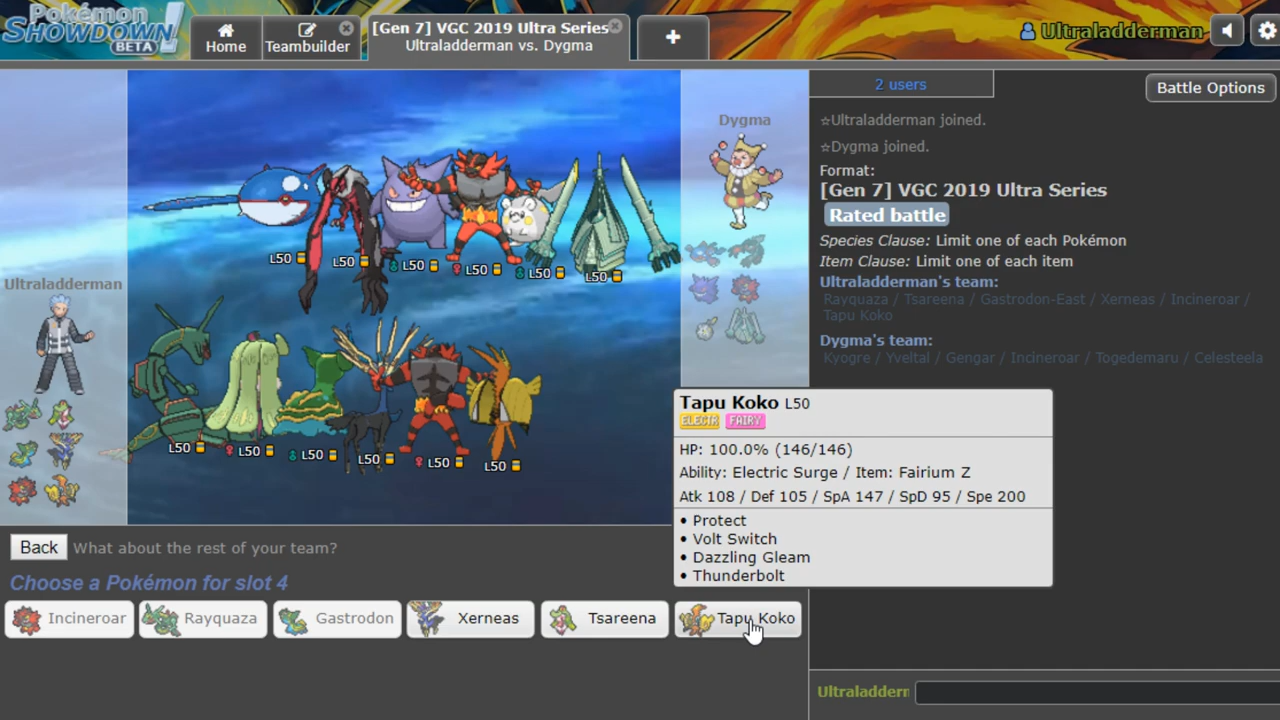 Pokémon
SHOWDOWN!
BETA
Home
Teambuilder
[Gen 7] VGC 2019 Ultra Series
Ultraladderman vs. Dygma
Ultraladderman
2 users
Battle Options
☆Ultraladderman joined.
☆Dygma joined.
Format:
[Gen 7] VGC 2019 Ultra Series
Rated battle
Species Clause: Limit one of each Pokémon
Item Clause: Limit one of each item
Ultraladderman's team:
Rayquaza / Tsareena / Gastrodon-East / Xerneas / Incineroar /
Tapu Koko
Dygma's team:
Kyogre / Yveltal / Gengar / Incineroar / Togedemaru / Celesteela
Dygma
Ultraladderman
L50
L50
L50
L50
L50
L50
L50
L50
L50
L50
L50
L50
Tapu Koko L50
ELECTR FAIRY
HP: 100.0% (146/146)
Ability: Electric Surge / Item: Fairium Z
Atk 108 / Def 105 / SpA 147 / SpD 95 / Spe 200
• Protect
• Volt Switch
• Dazzling Gleam
• Thunderbolt
Back What about the rest of your team?
Choose a Pokémon for slot 4
Incineroar Rayquaza Gastrodon Xerneas Tsareena Tapu Koko
Ultraladderm